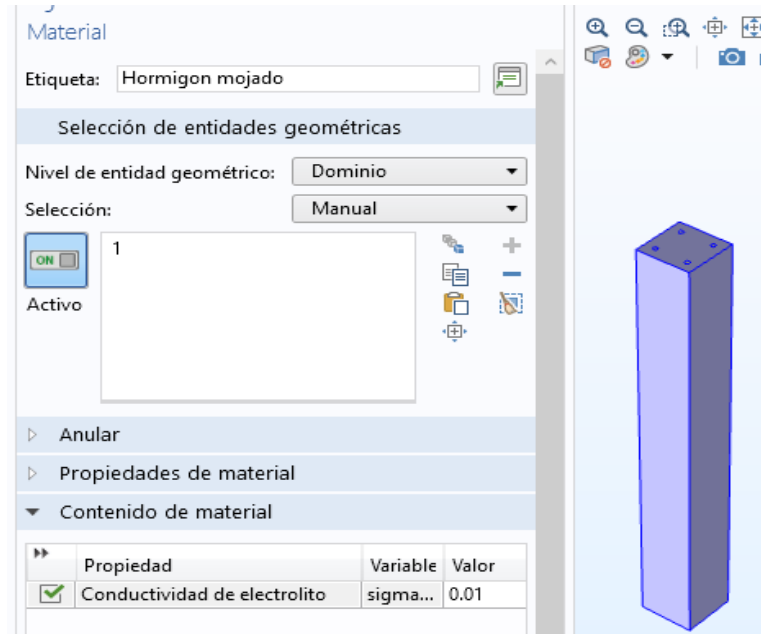 Material
Etiqueta: Hormigon mojado
Selección de entidades geométricas
Nivel de entidad geométrico: Dominio
Selección: Manual
ON 1
Activo
Anular
Propiedades de material
Contenido de material
Propiedad Variable Valor
Conductividad de electrolito sigma... 0.01